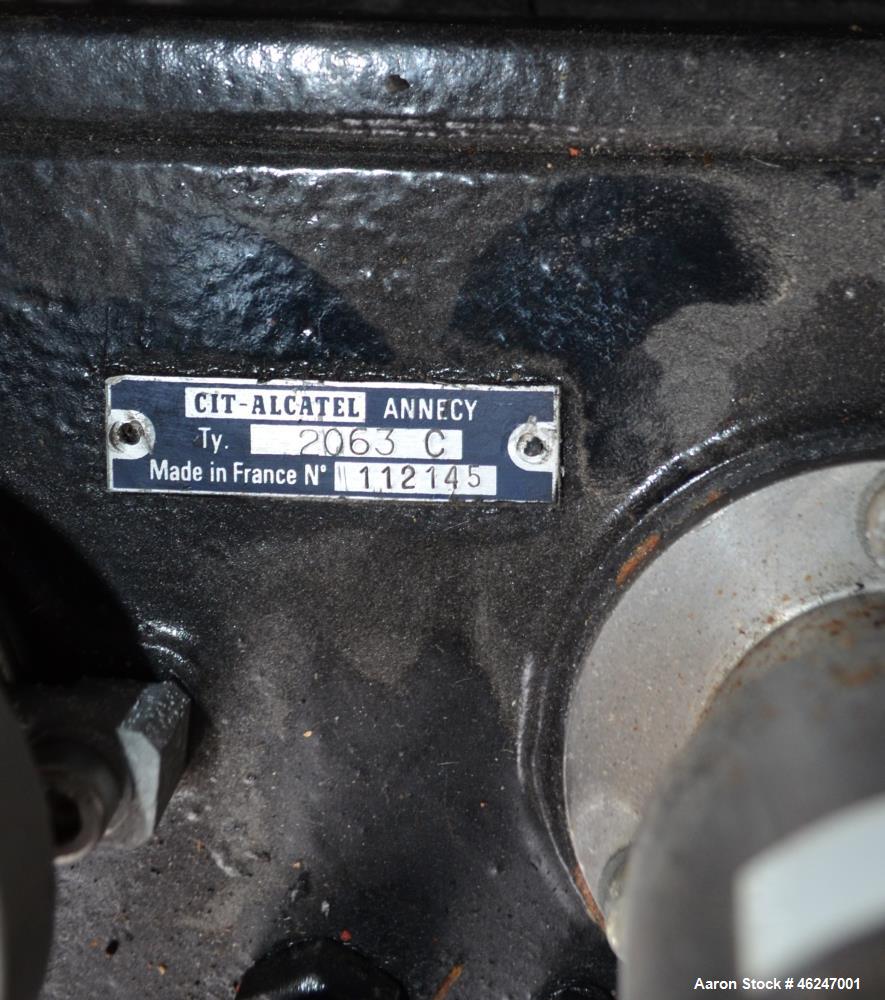 CIT-ALCATEL ANNECY
Ty. 2063 C
Made in France N° 112145
Aaron Stock # 46247001